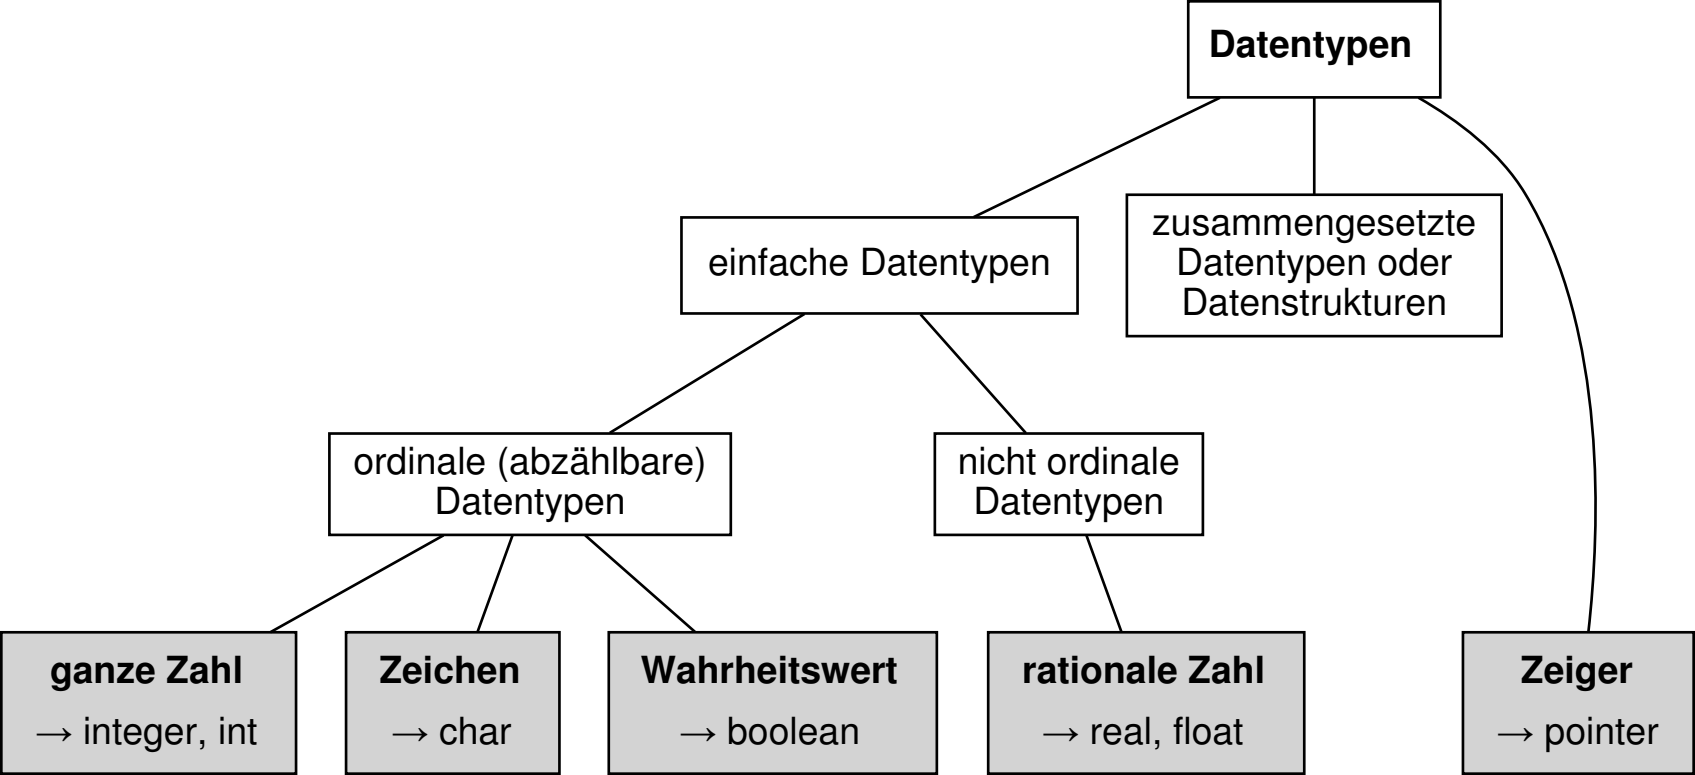 Datentypen
einfache Datentypen
zusammengesetzte
Datentypen oder
Datenstrukturen
ordinale (abzählbare)
Datentypen
nicht ordinale
Datentypen
ganze Zahl
→ integer, int
Zeichen
→ char
Wahrheitswert
→ boolean
rationale Zahl
→ real, float
Zeiger
→ pointer